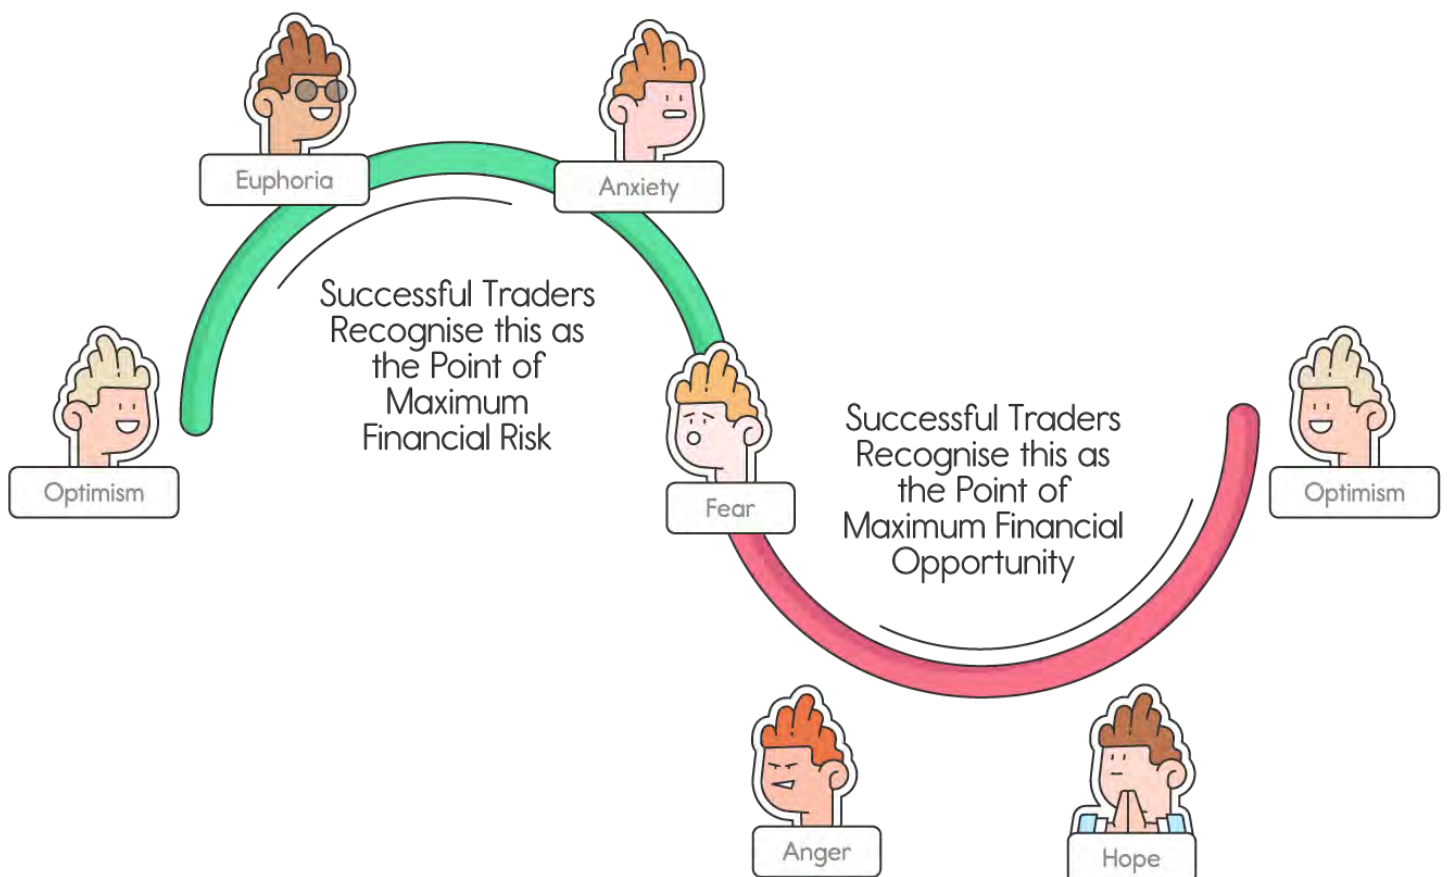 Euphoria
Anxiety
Successful Traders
Recognise this as
the Point of
Maximum
Financial Risk
Optimism
Fear
Successful Traders
Recognise this as
the Point of
Maximum Financial
Opportunity
Optimism
Anger
Hope